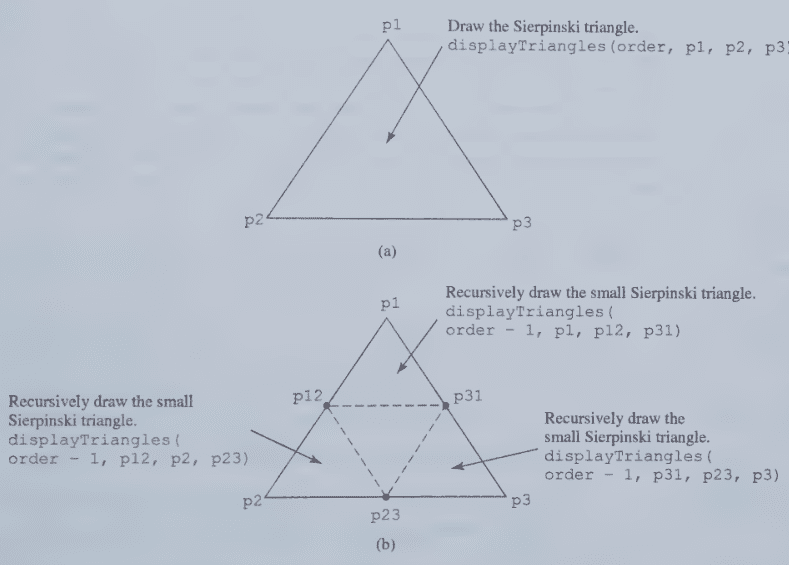 p1
Draw the Sierpinski triangle.
displayTriangles(order, p1, p2, p3)
p2
p3
(a)
Recursively draw the small Sierpinski triangle.
displayTriangles(
order - 1, p1, p12, p31)
p1
p12
p31
Recursively draw the small
Sierpinski triangle.
displayTriangles(
order - 1, p12, p2, p23)
Recursively draw the
small Sierpinski triangle.
displayTriangles(
order - 1, p31, p23, p3)
p2
p3
p23
(b)